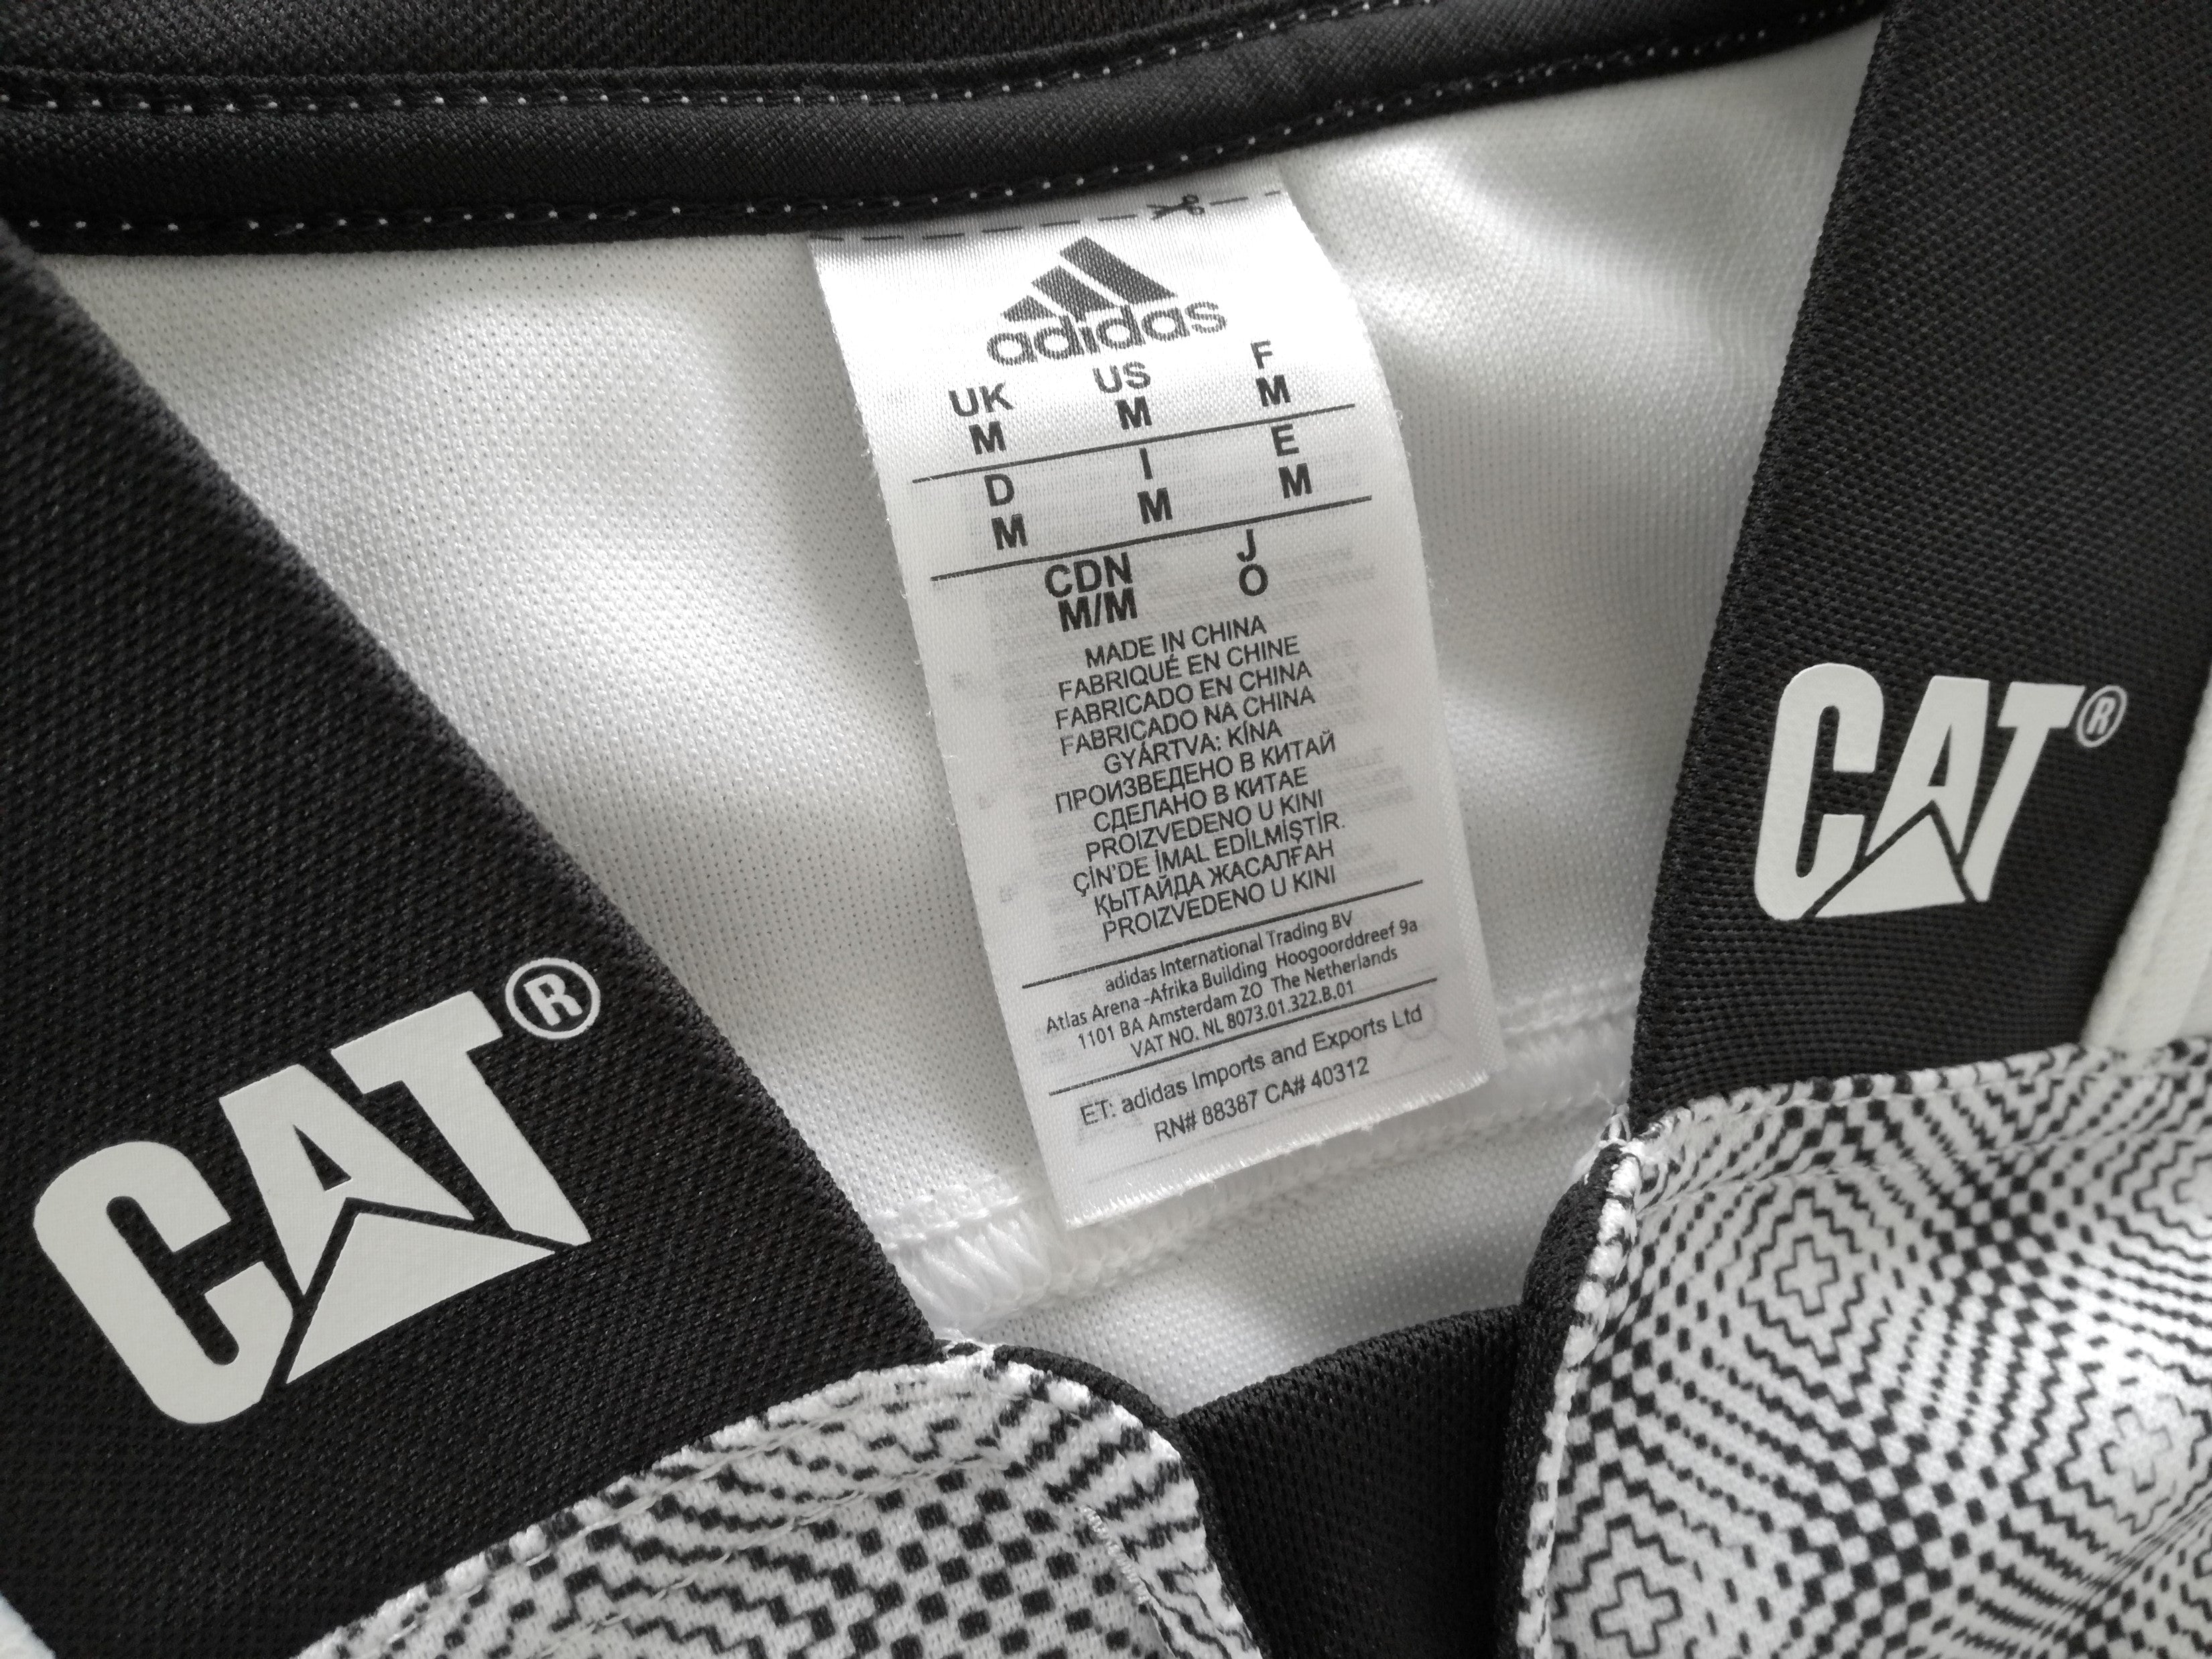 adidas
UK US F
M M M
D I E
M M M
CDN J
M/M O
MADE IN CHINA
FABRIQUÉ EN CHINE
FABRICADO EN CHINA
FABRICADO NA CHINA
GYÁRTVA: KÍNA
ПРОИЗВЕДЕНО В КИТАЙ
СДЕЛАНО В КИТАЕ
PROIZVEDENO U KINI
ÇİN'DE İMAL EDİLMİŞTİR.
ҚЫТАЙДА ЖАСАЛҒАН
PROIZVEDENO U KINI
adidas International Trading BV
Atlas Arena -Afrika Building Hoogoorddreef 9a
1101 BA Amsterdam ZO The Netherlands
VAT NO. NL 8073.01.322.B.01
ET: adidas Imports and Exports Ltd
RN# 88387 CA# 40312
CAT®
CAT®